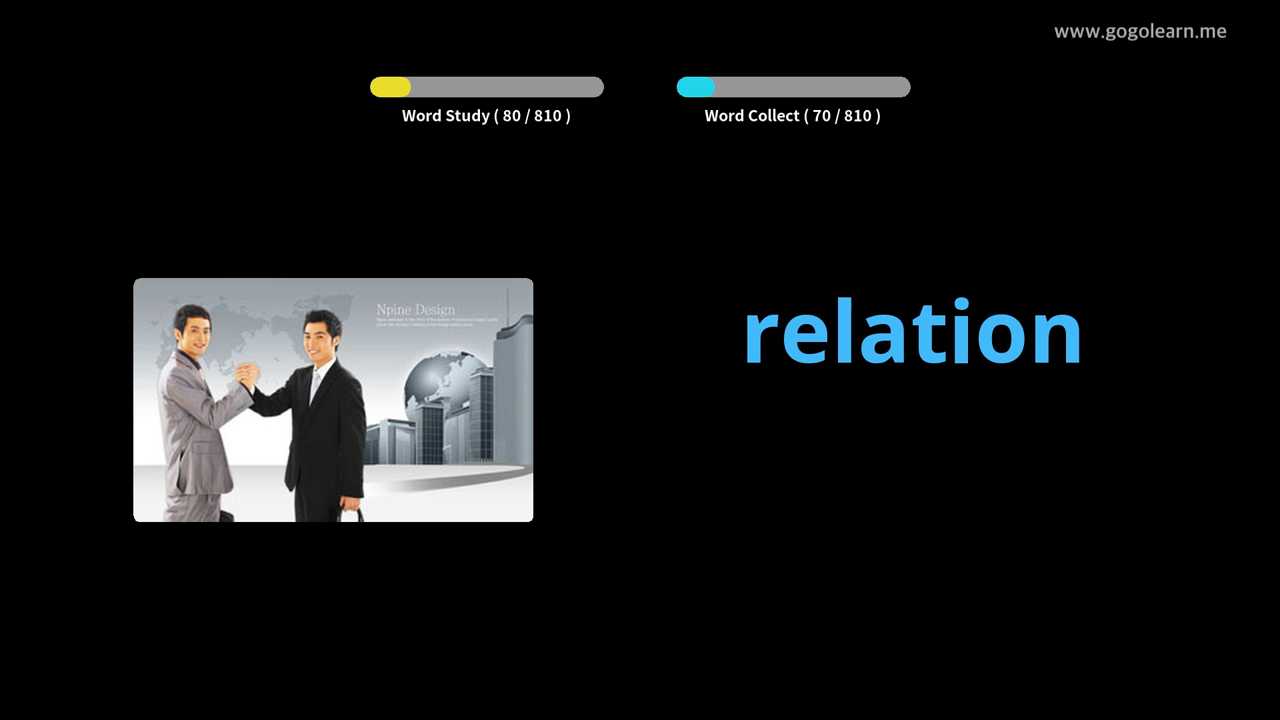 www.gogolearn.me
Word Study ( 80 / 810 )
Word Collect ( 70 / 810 )
Npine Design
relation